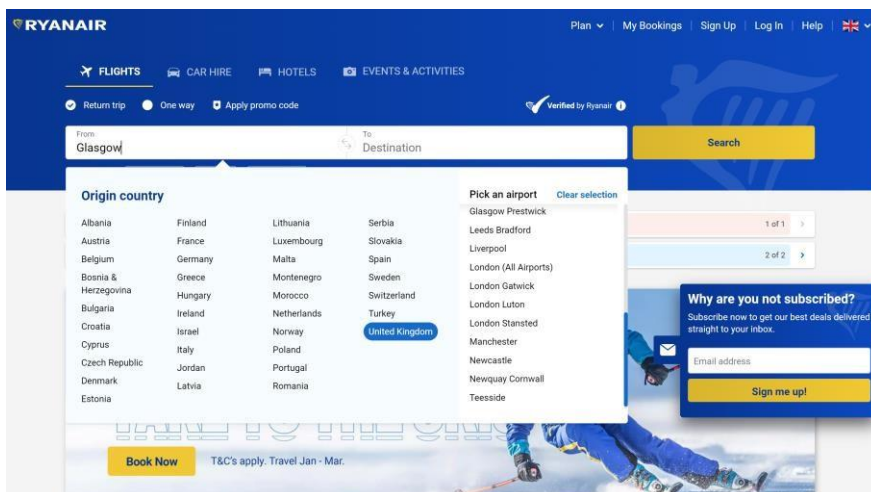 RYANAIR
Plan
My Bookings
Sign Up
Log In
Help
FLIGHTS
CAR HIRE
HOTELS
EVENTS & ACTIVITIES
Return trip
One way
Apply promo code
Verified by Ryanair
From
Glasgow
To
Destination
Search
Origin country
Albania
Austria
Belgium
Bosnia &
Herzegovina
Bulgaria
Croatia
Cyprus
Czech Republic
Denmark
Estonia
Finland
France
Germany
Greece
Hungary
Ireland
Israel
Italy
Jordan
Latvia
Lithuania
Luxembourg
Malta
Montenegro
Morocco
Netherlands
Norway
Poland
Portugal
Romania
Serbia
Slovakia
Spain
Sweden
Switzerland
Turkey
United Kingdom
Pick an airport
Clear selection
Glasgow Prestwick
Leeds Bradford
Liverpool
London (All Airports)
London Gatwick
London Luton
London Stansted
Manchester
Newcastle
Newquay Cornwall
Teesside
1 of 1
2 of 2
Why are you not subscribed?
Subscribe now to get our best deals delivered
straight to your inbox.
Email address
Sign me up!
Book Now
T&C's apply. Travel Jan - Mar.